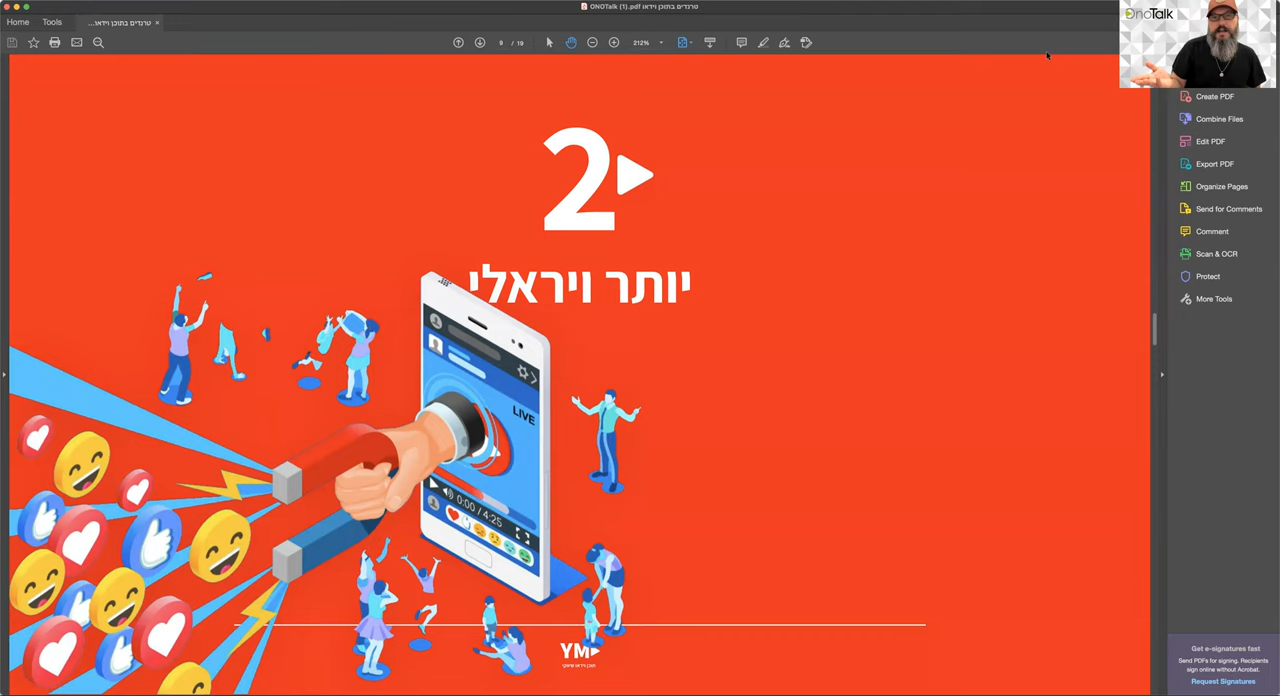 טרנדים בתוכן וידאו ONOTalk (1).pdf
Home
Tools
טרנדים בתוכן וידאו...
9 / 19
212%
OnoTalk
Create PDF
Combine Files
Edit PDF
Export PDF
Organize Pages
Send for Comments
Comment
Scan & OCR
Protect
More Tools
2
יותר ויראלי
LIVE
0:00 / 4:25
YM
תוכן וידאו שיווקי
Get e-signatures fast
Send PDFs for signing. Recipients
sign online without Acrobat.
Request Signatures